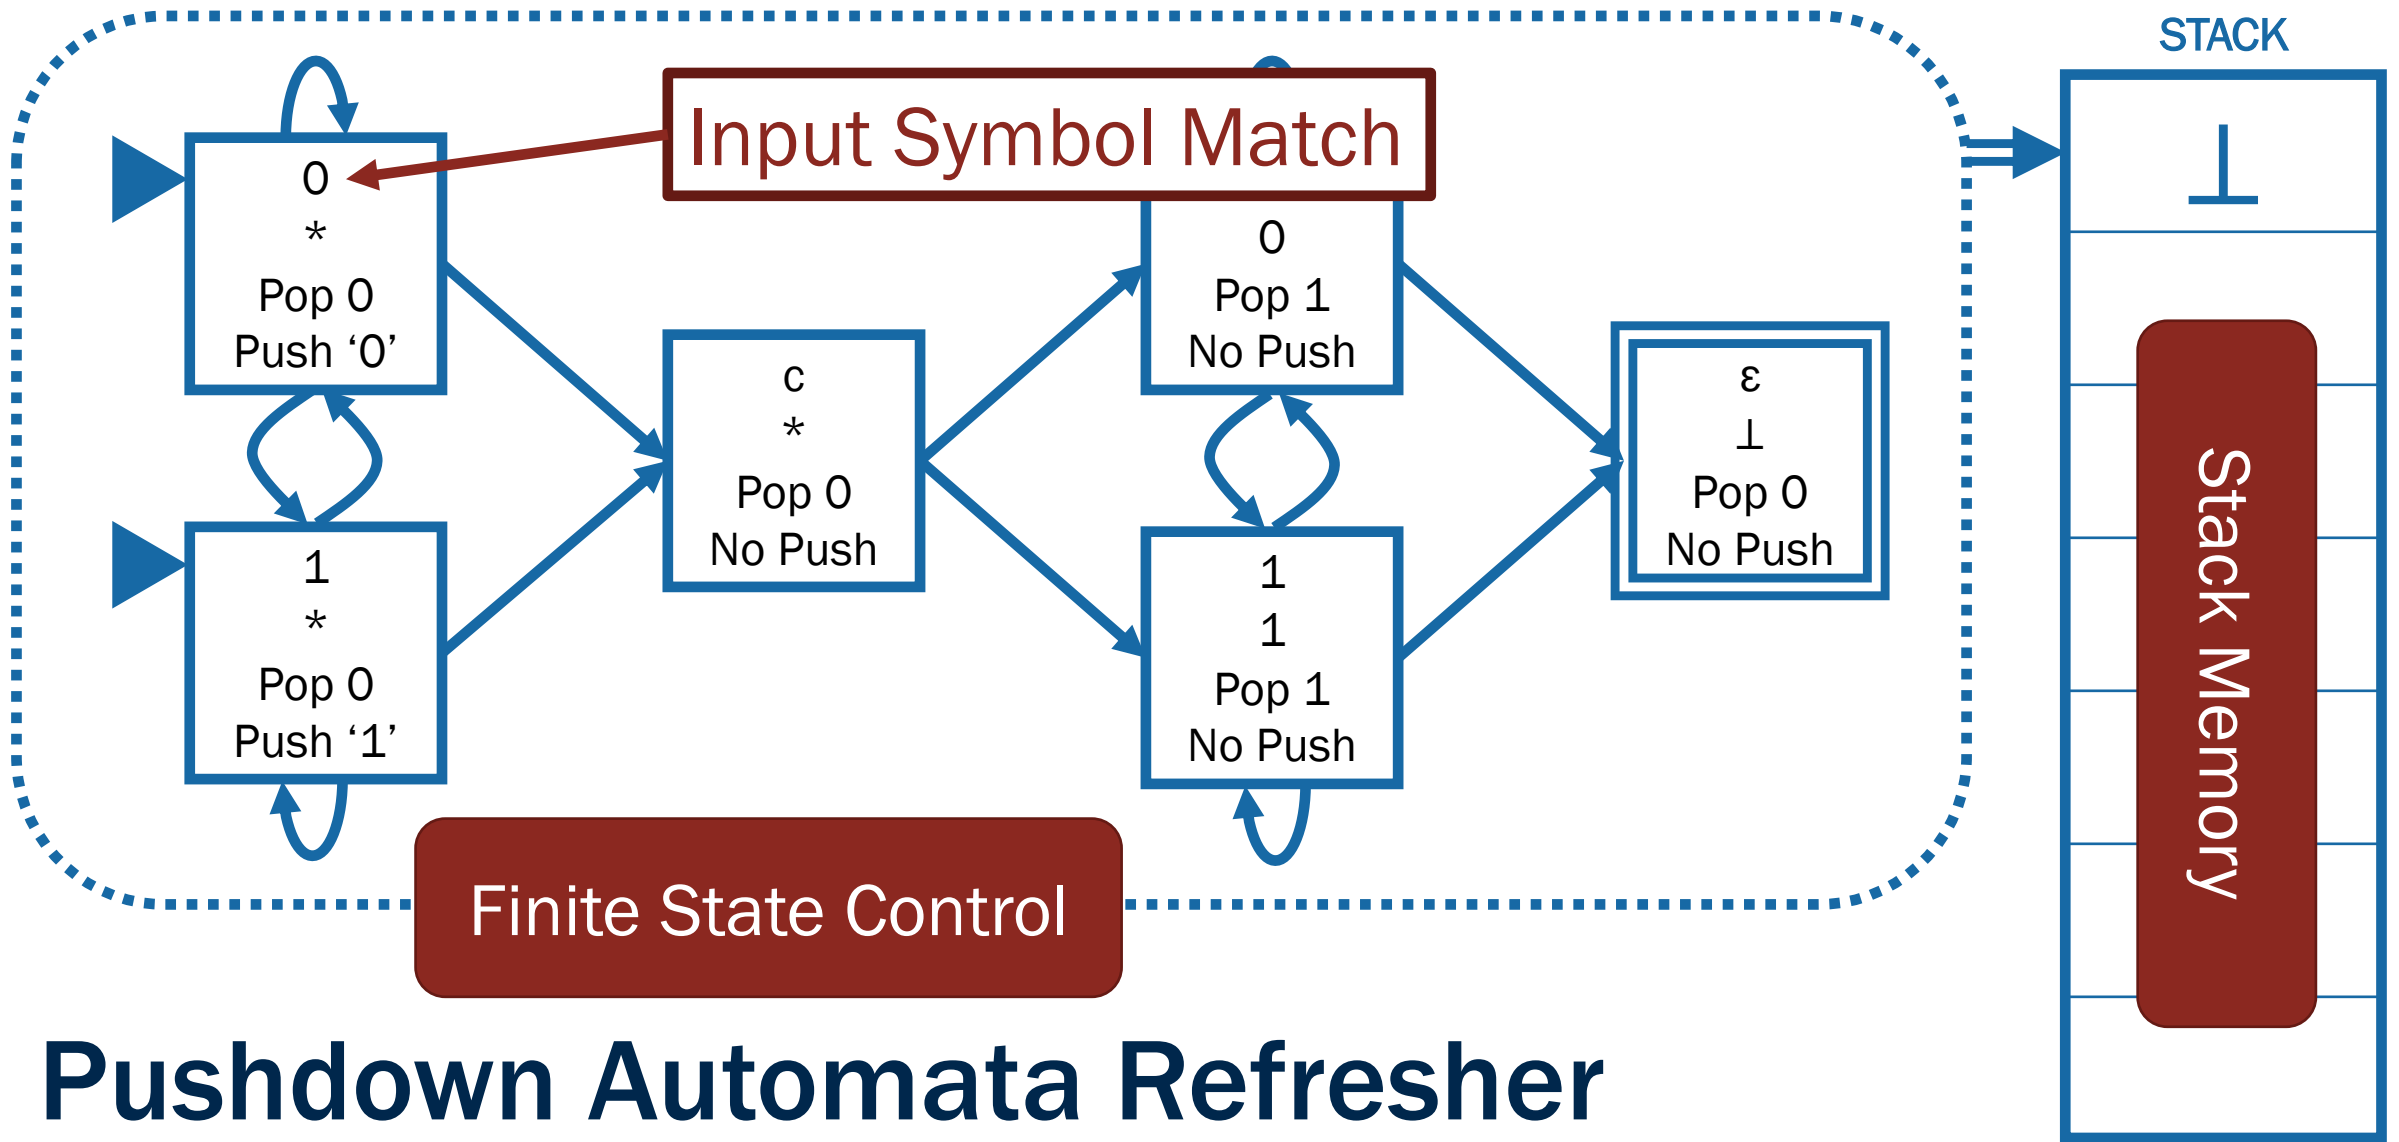 STACK
Input Symbol Match
⊥
0
*
Pop 0
Push ‘0’
0
Pop 1
No Push
c
*
Pop 0
No Push
ε
⊥
Pop 0
No Push
1
*
Pop 0
Push ‘1’
1
1
Pop 1
No Push
Stack Memory
Finite State Control
Pushdown Automata Refresher